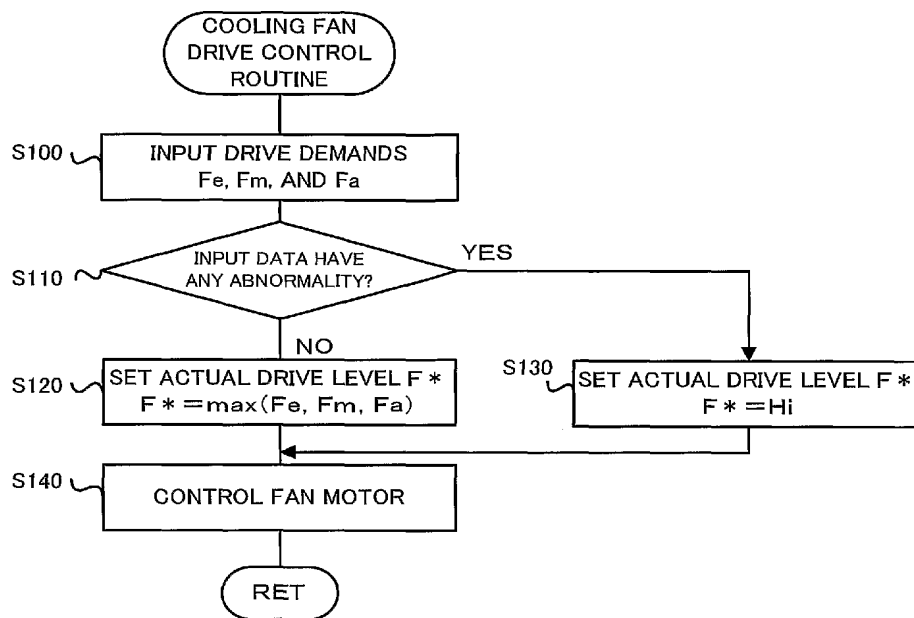 COOLING FAN
DRIVE CONTROL
ROUTINE
S100
INPUT DRIVE DEMANDS
Fe, Fm, AND Fa
S110
INPUT DATA HAVE
ANY ABNORMALITY?
YES
NO
S120
SET ACTUAL DRIVE LEVEL F *
F * =max(Fe, Fm, Fa)
S130
SET ACTUAL DRIVE LEVEL F *
F * =Hi
S140
CONTROL FAN MOTOR
RET